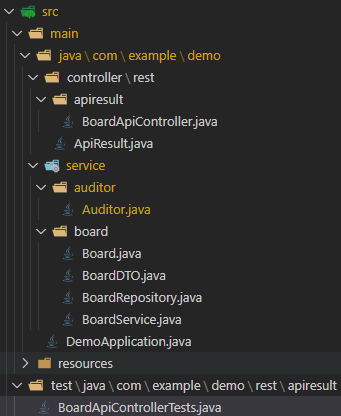 src
main
java \ com \ example \ demo
controller \ rest
apiresult
BoardApiController.java
ApiResult.java
service
auditor
Auditor.java
board
Board.java
BoardDTO.java
BoardRepository.java
BoardService.java
DemoApplication.java
resources
test \ java \ com \ example \ demo \ rest \ apiresult
BoardApiControllerTests.java